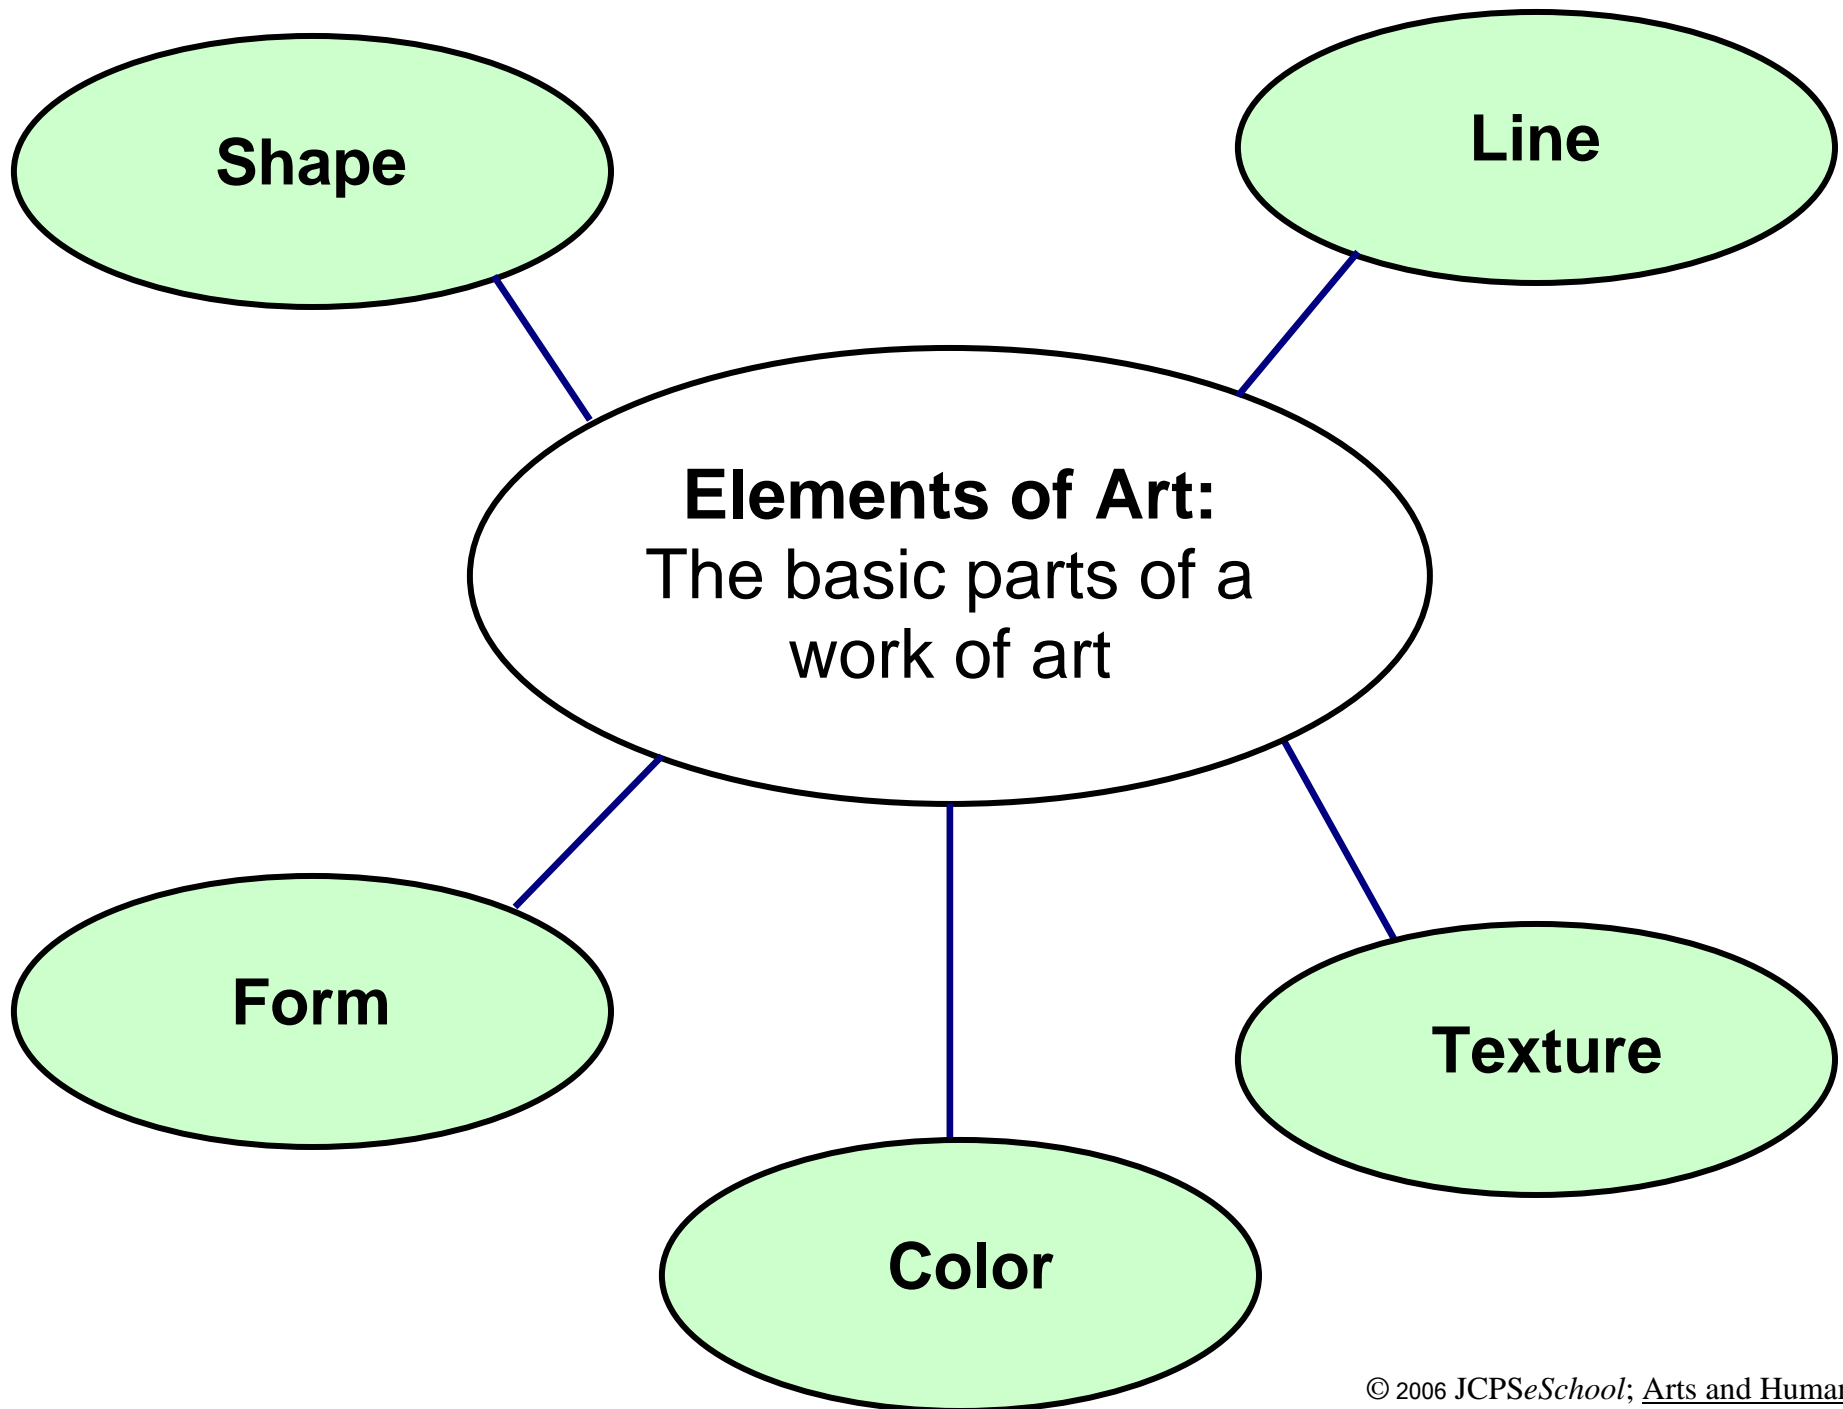 Shape
Line
Elements of Art:
The basic parts of a
work of art
Form
Texture
Color
© 2006 JCPSeSchool; Arts and